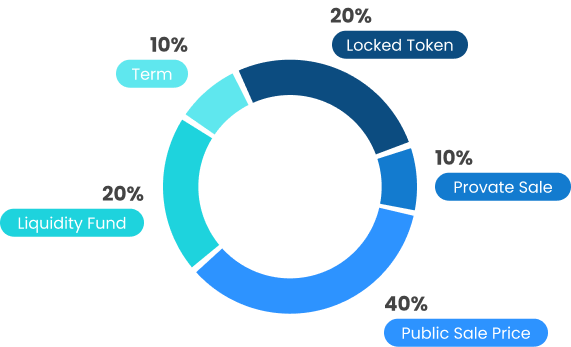 20%
Locked Token
10%
Term
10%
Provate Sale
20%
Liquidity Fund
40%
Public Sale Price